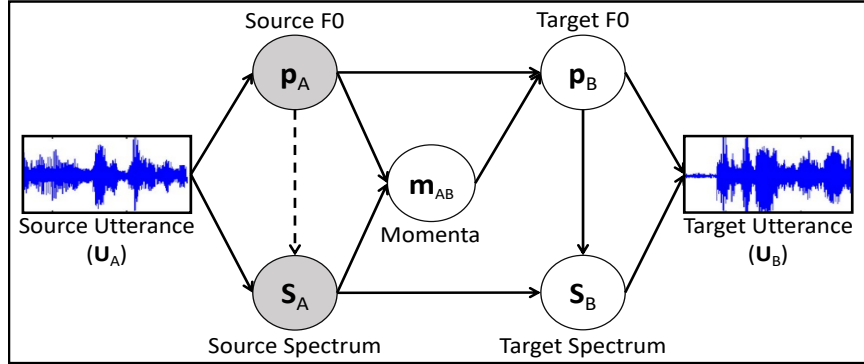 Source F0
Target F0
p_A
p_B
m_AB
Source Utterance
(U_A)
Momenta
Target Utterance
(U_B)
S_A
S_B
Source Spectrum
Target Spectrum